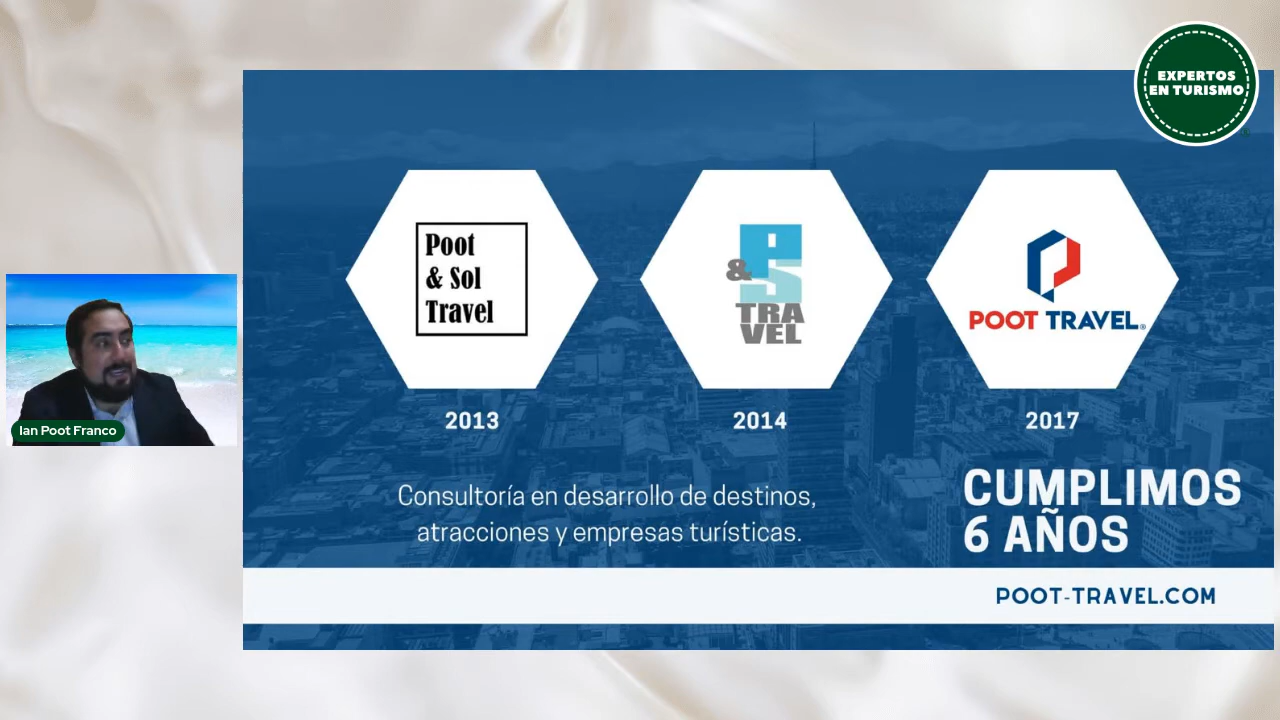 EXPERTOS
EN TURISMO
Poot
& Sol
Travel
P
&S
TRA
VEL
POOT TRAVEL®
2013
2014
2017
Consultoría en desarrollo de destinos,
atracciones y empresas turísticas.
CUMPLIMOS
6 AÑOS
POOT-TRAVEL.COM
Ian Poot Franco